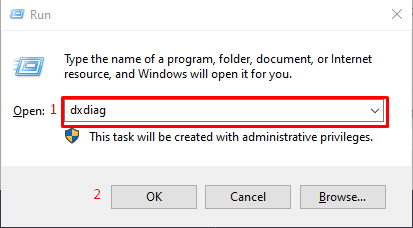 Run
Type the name of a program, folder, document, or Internet
resource, and Windows will open it for you.
Open: 1 dxdiag
This task will be created with administrative privileges.
2 OK Cancel Browse...